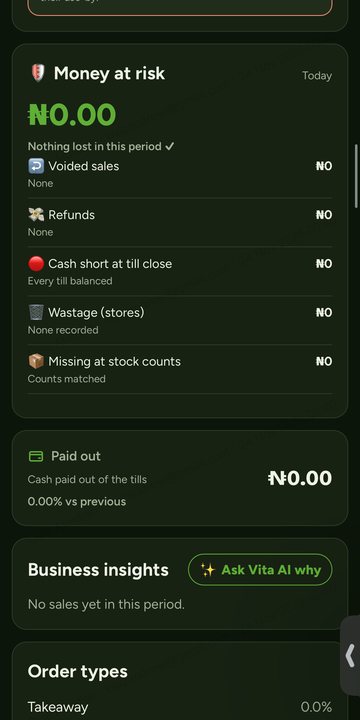 Money at risk
Today
₦0.00
Nothing lost in this period ✔
Voided sales
₦0
None
Refunds
₦0
None
Cash short at till close
₦0
Every till balanced
Wastage (stores)
₦0
None recorded
Missing at stock counts
₦0
Counts matched
Paid out
Cash paid out of the tills
₦0.00
0.00% vs previous
Business insights
Ask Vita AI why
No sales yet in this period.
Order types
Takeaway
0.0%